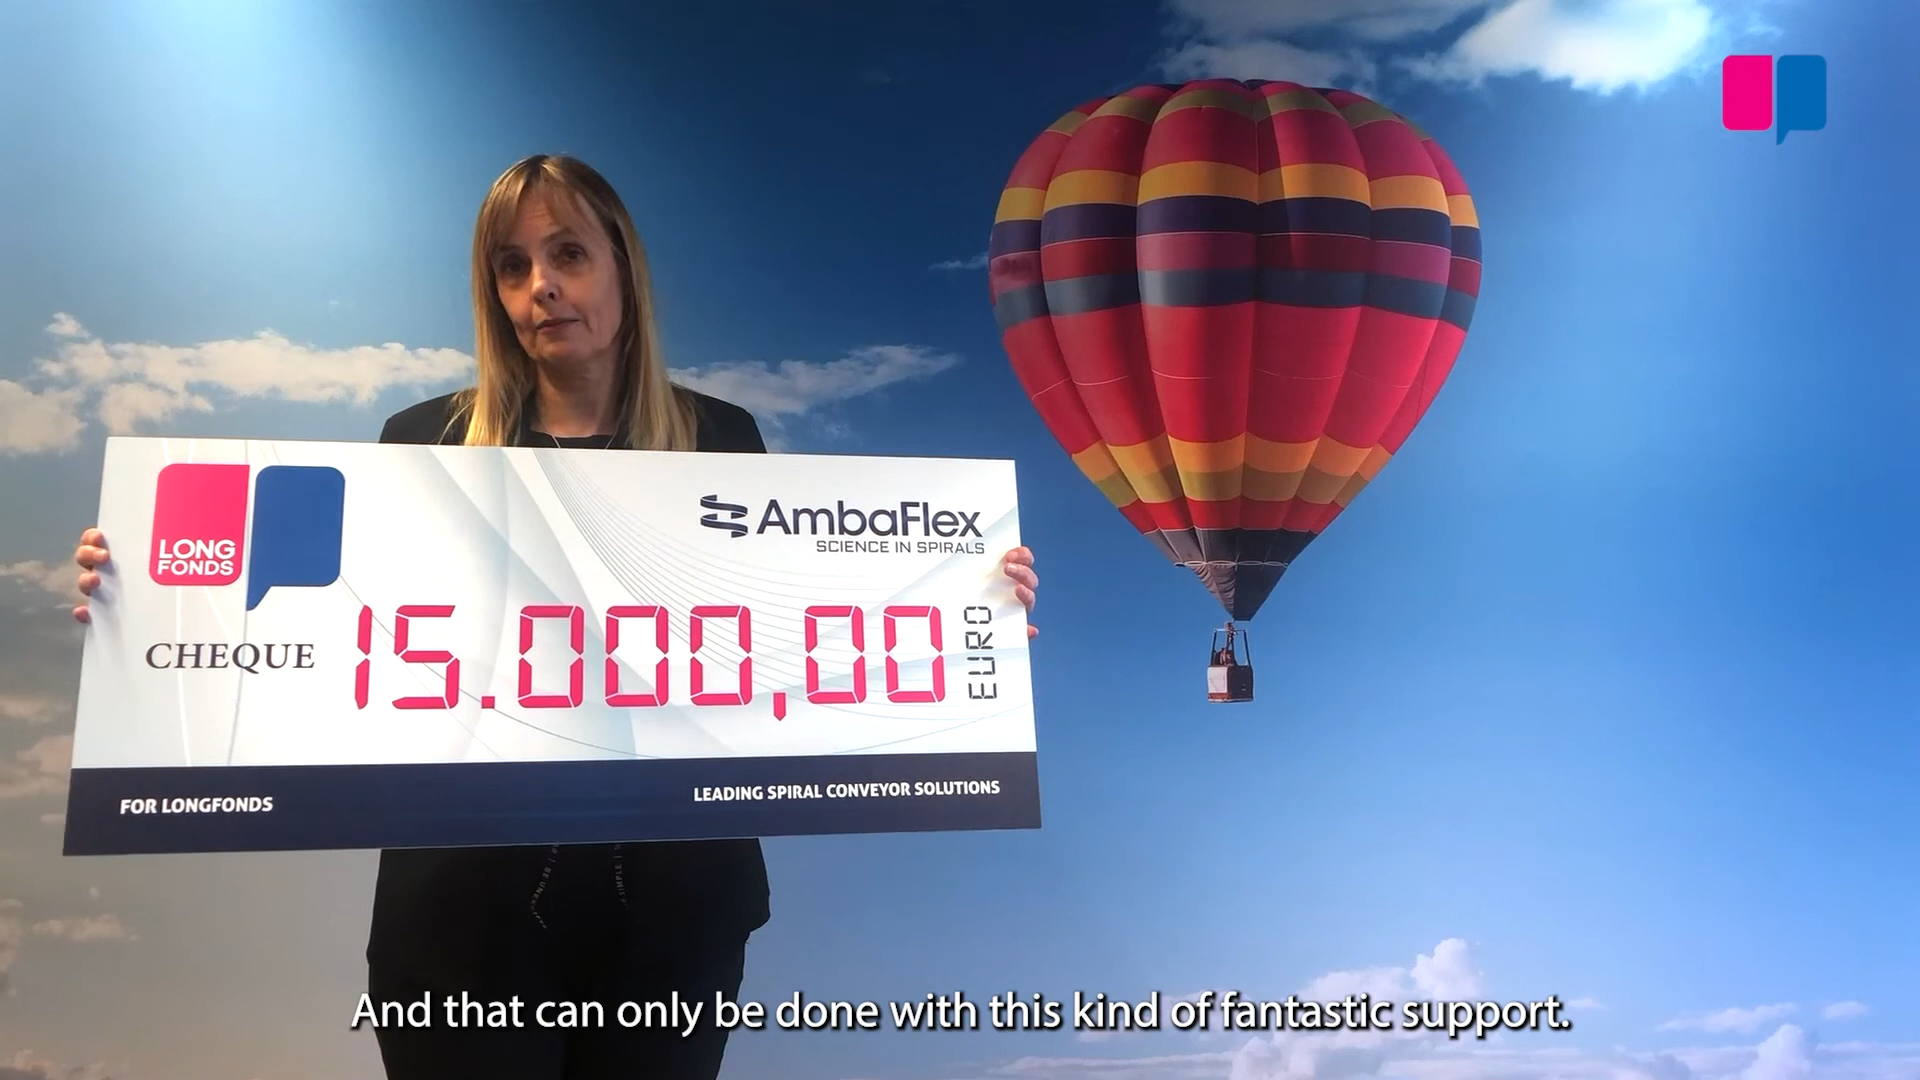 LONG
FONDS
AmbaFlex
SCIENCE IN SPIRALS
CHEQUE
15.000,00
EURO
FOR LONGFONDS
LEADING SPIRAL CONVEYOR SOLUTIONS
And that can only be done with this kind of fantastic support.